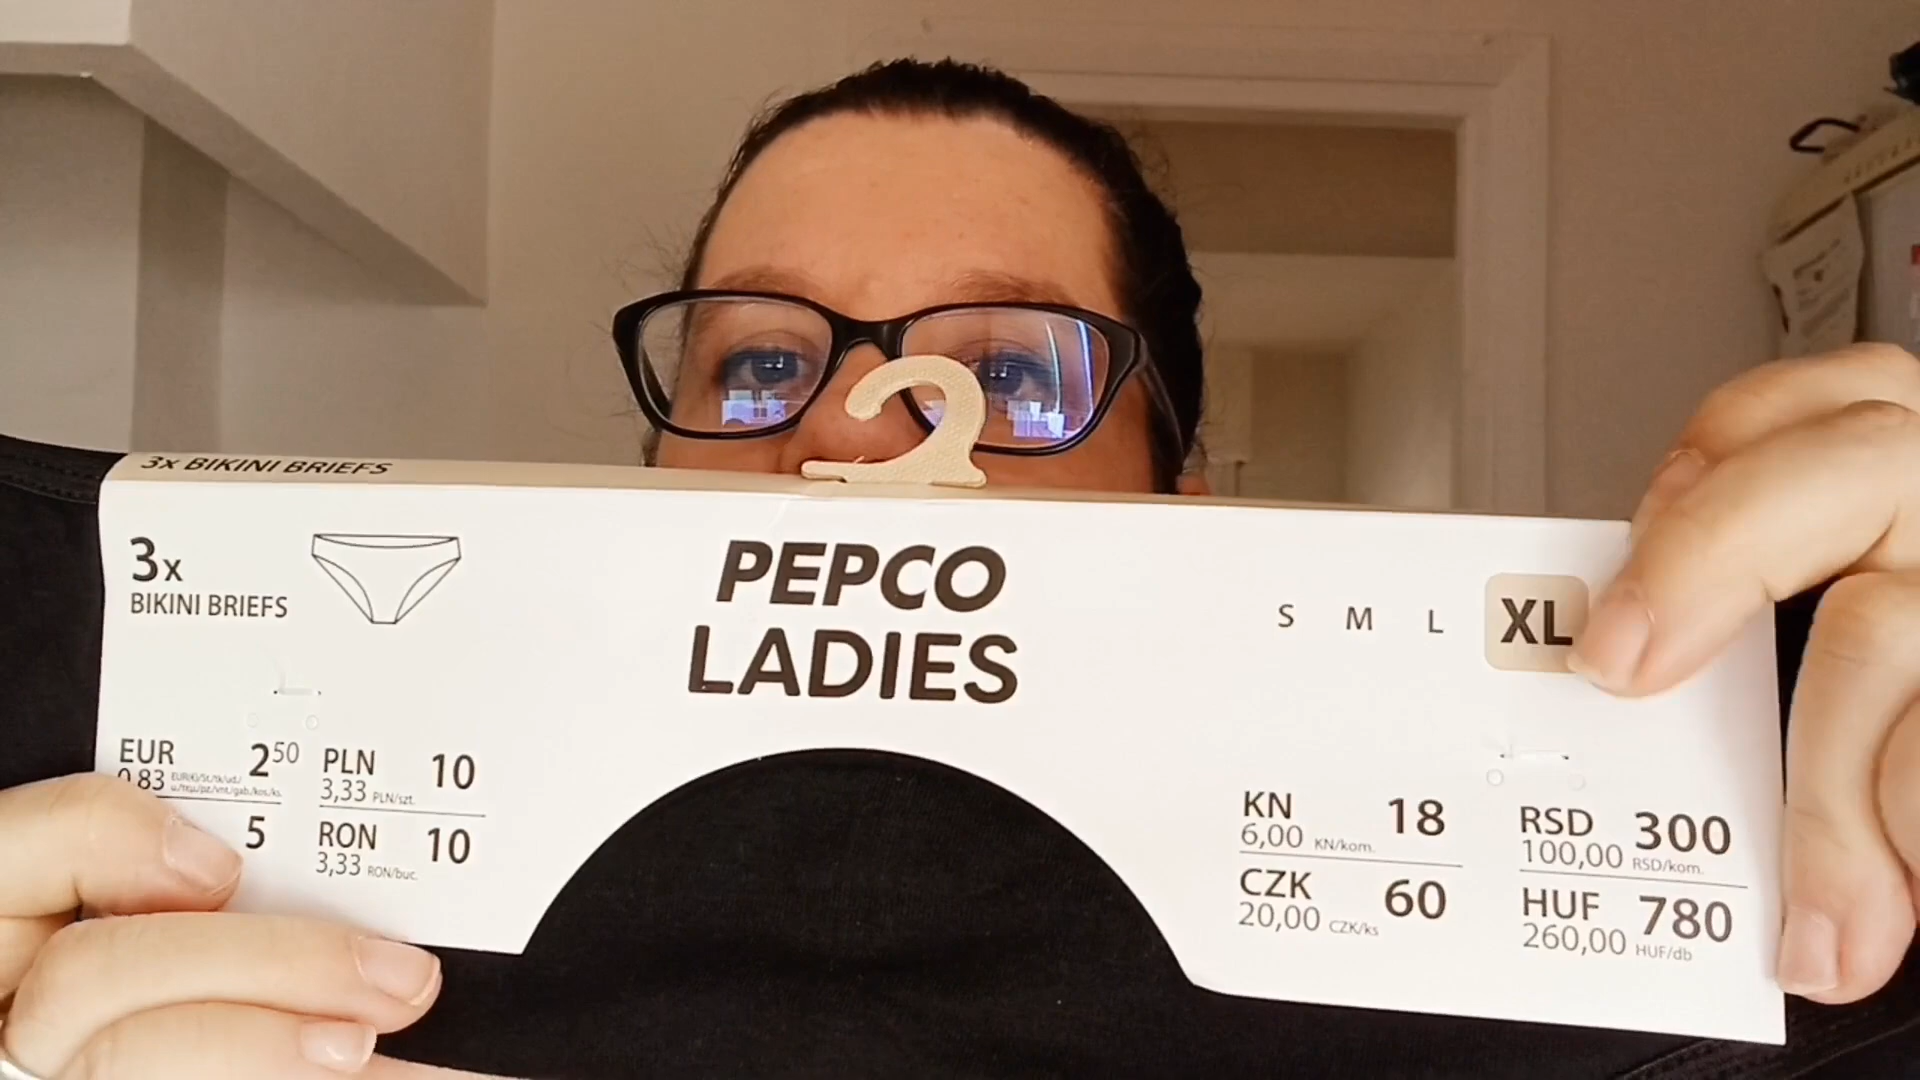 3x BIKINI BRIEFS
3x
BIKINI BRIEFS
PEPCO
LADIES
S M L XL
EUR 2⁵⁰
0,83
5
PLN 10
3,33 PLN/szt.
RON 10
3,33 RON/buc.
KN 18
6,00 KN/kom.
CZK 60
20,00 CZK/ks
RSD 300
100,00 RSD/kom.
HUF 780
260,00 HUF/db